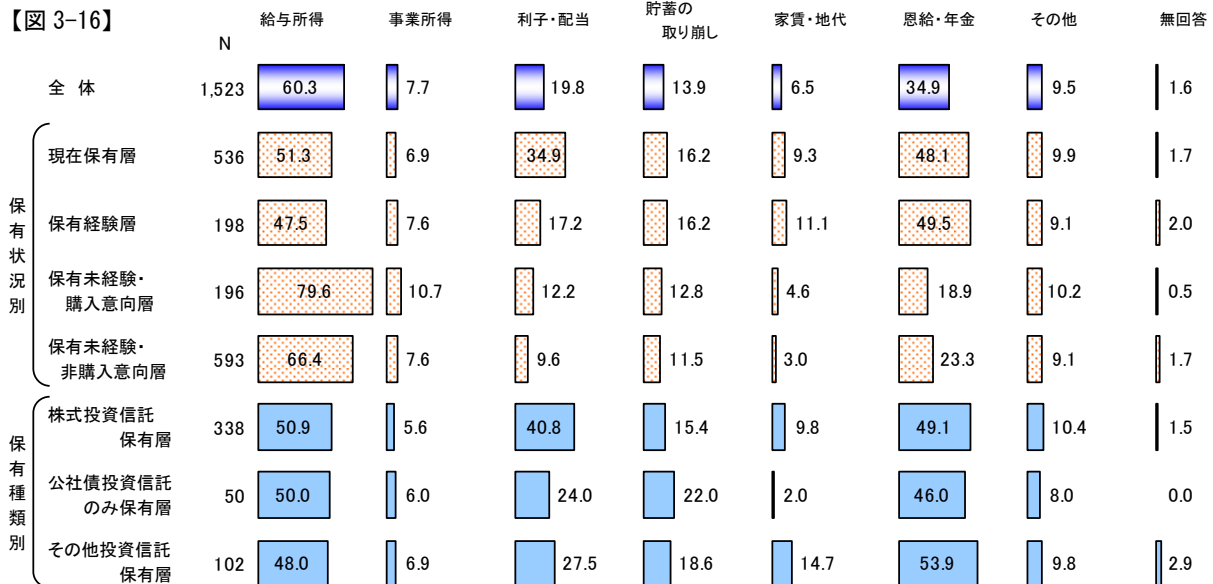 【図 3-16】
N
給与所得 事業所得 利子・配当 貯蓄の 家賃・地代 恩給・年金 その他 無回答
取り崩し
全 体 1,523 60.3 7.7 19.8 13.9 6.5 34.9 9.5 1.6
保有状況別
現在保有層 536 51.3 6.9 34.9 16.2 9.3 48.1 9.9 1.7
保有経験層 198 47.5 7.6 17.2 16.2 11.1 49.5 9.1 2.0
保有未経験・
購入意向層 196 79.6 10.7 12.2 12.8 4.6 18.9 10.2 0.5
保有未経験・
非購入意向層 593 66.4 7.6 9.6 11.5 3.0 23.3 9.1 1.7
保有種類別
株式投資信託
保有層 338 50.9 5.6 40.8 15.4 9.8 49.1 10.4 1.5
公社債投資信託
のみ保有層 50 50.0 6.0 24.0 22.0 2.0 46.0 8.0 0.0
その他投資信託
保有層 102 48.0 6.9 27.5 18.6 14.7 53.9 9.8 2.9